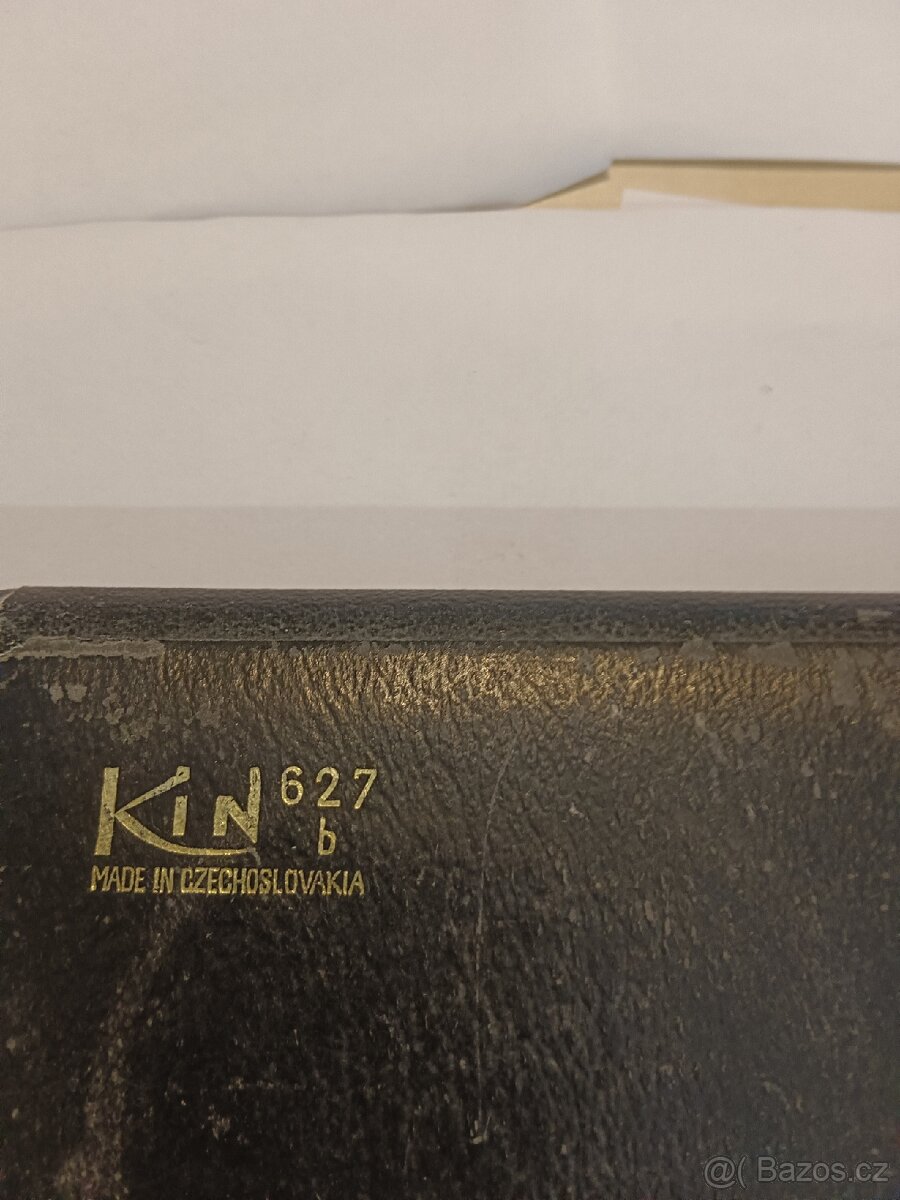 KIN 627
b
MADE IN CZECHOSLOVAKIA
@( Bazos.cz